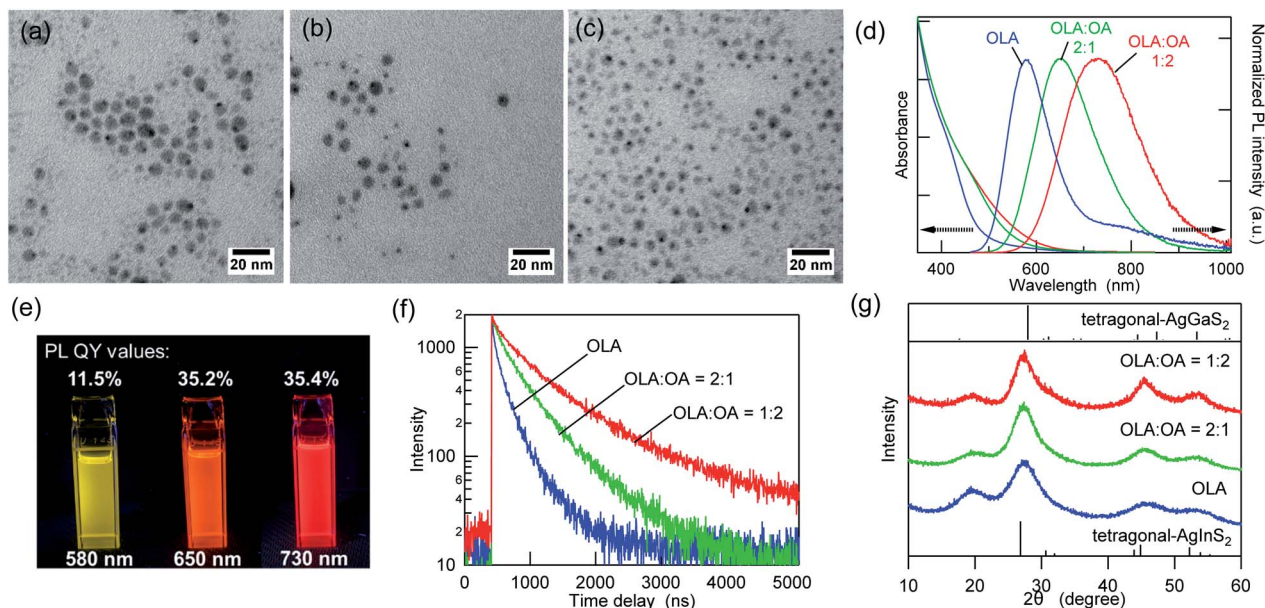 (a)
20 nm
(b)
20 nm
(c)
20 nm
(d)
OLA
OLA:OA
2:1
OLA:OA
1:2
Absorbance
Normalized PL intensity (a.u.)
400
600
800
1000
Wavelength (nm)
(e)
PL QY values:
11.5%
35.2%
35.4%
580 nm
650 nm
730 nm
(f)
2
1000
6
4
2
100
6
4
2
10
Intensity
OLA
OLA:OA = 2:1
OLA:OA = 1:2
0
1000
2000
3000
4000
5000
Time delay (ns)
(g)
tetragonal-AgGaS2
OLA:OA = 1:2
OLA:OA = 2:1
OLA
tetragonal-AgInS2
Intensity
10
20
30
40
50
60
2θ (degree)